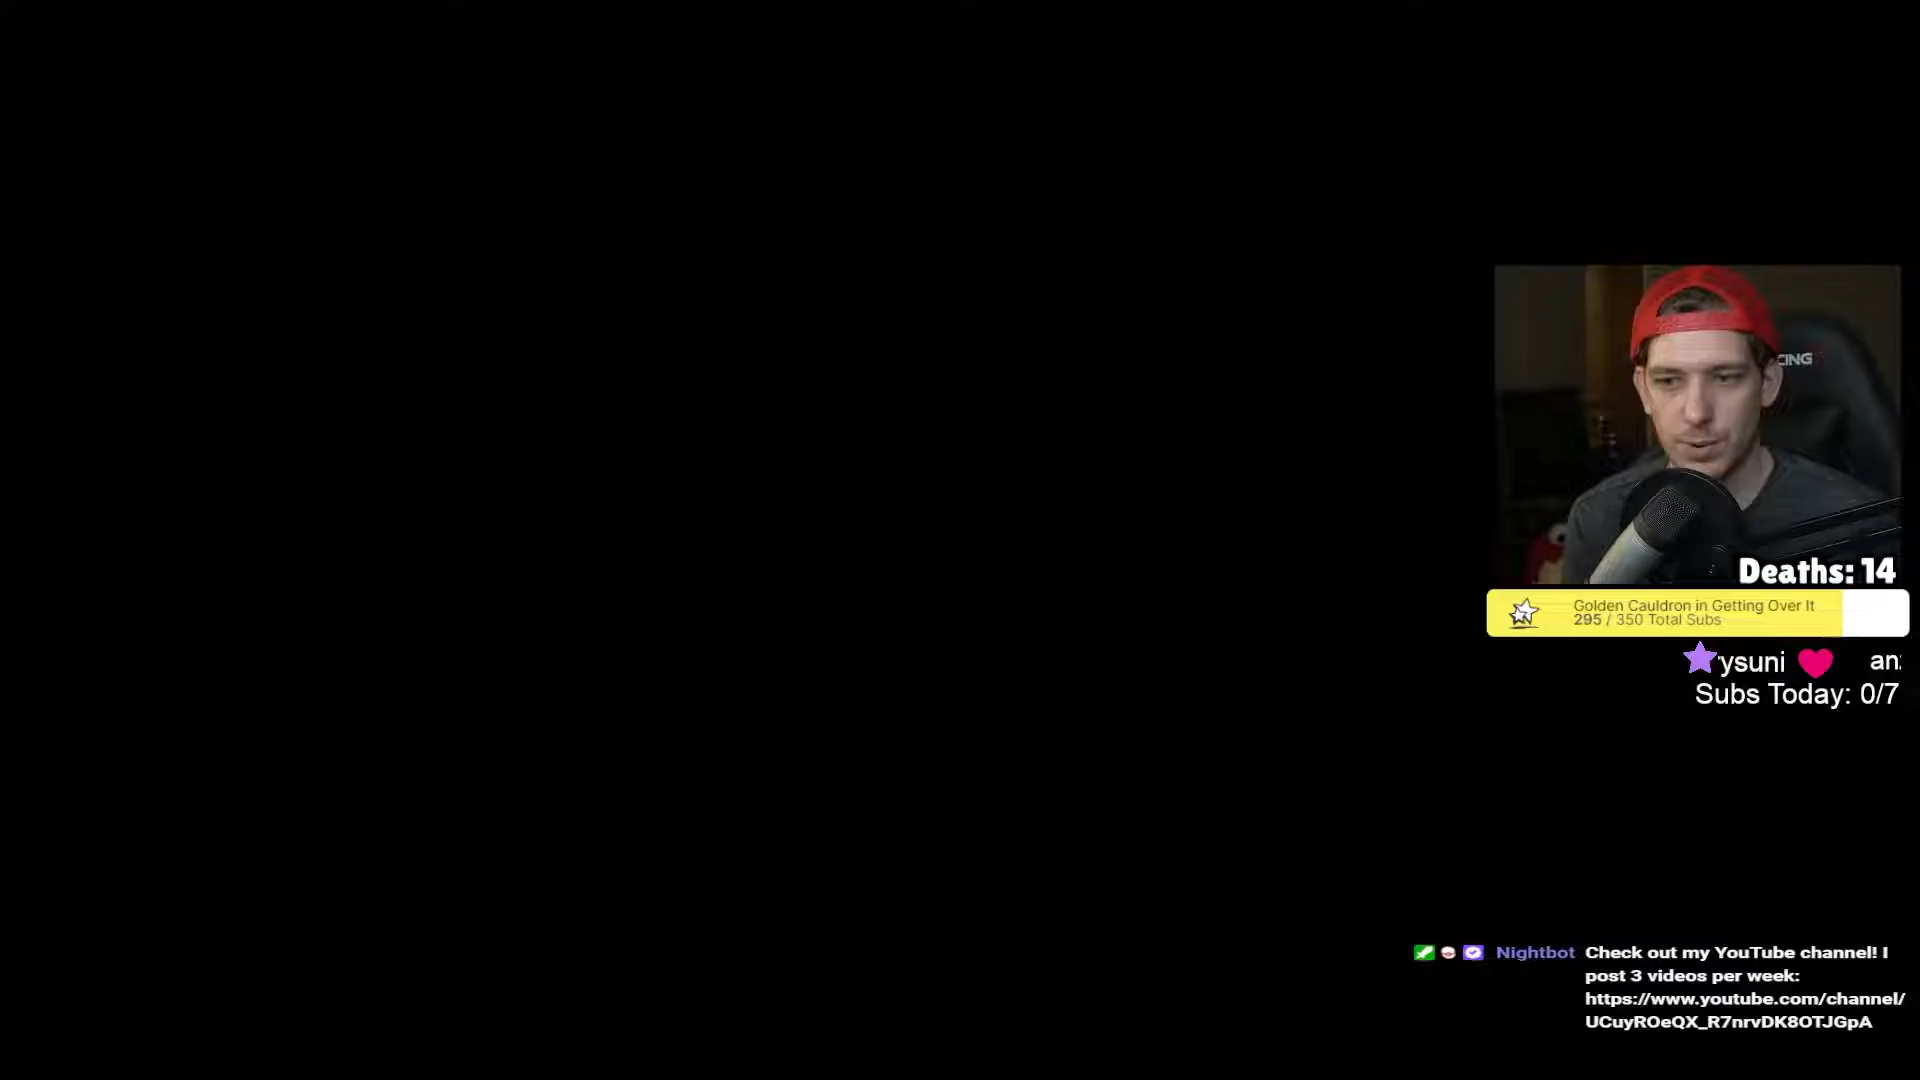 CING
Deaths: 14
Golden Cauldron in Getting Over It
295 / 350 Total Subs
ysuni an
Subs Today: 0/7
Nightbot Check out my YouTube channel! I
post 3 videos per week:
https://www.youtube.com/channel/
UCuyROeQX_R7nrvDK8OTJGpA